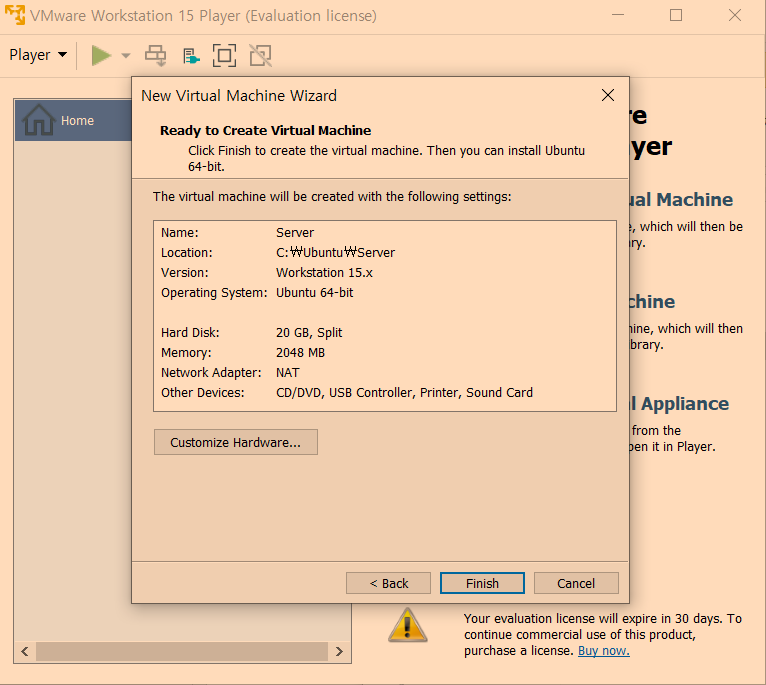 VMware Workstation 15 Player (Evaluation license)
Player
Home
New Virtual Machine Wizard
Ready to Create Virtual Machine
Click Finish to create the virtual machine. Then you can install Ubuntu
64-bit.
The virtual machine will be created with the following settings:
Name: Server
Location: C:₩Ubuntu₩Server
Version: Workstation 15.x
Operating System: Ubuntu 64-bit
Hard Disk: 20 GB, Split
Memory: 2048 MB
Network Adapter: NAT
Other Devices: CD/DVD, USB Controller, Printer, Sound Card
Customize Hardware...
< Back
Finish
Cancel
re
yer
ual Machine
e, which will then be
ry.
chine
hine, which will then
brary.
l Appliance
from the
pen it in Player.
Your evaluation license will expire in 30 days. To
continue commercial use of this product,
purchase a license. Buy now.